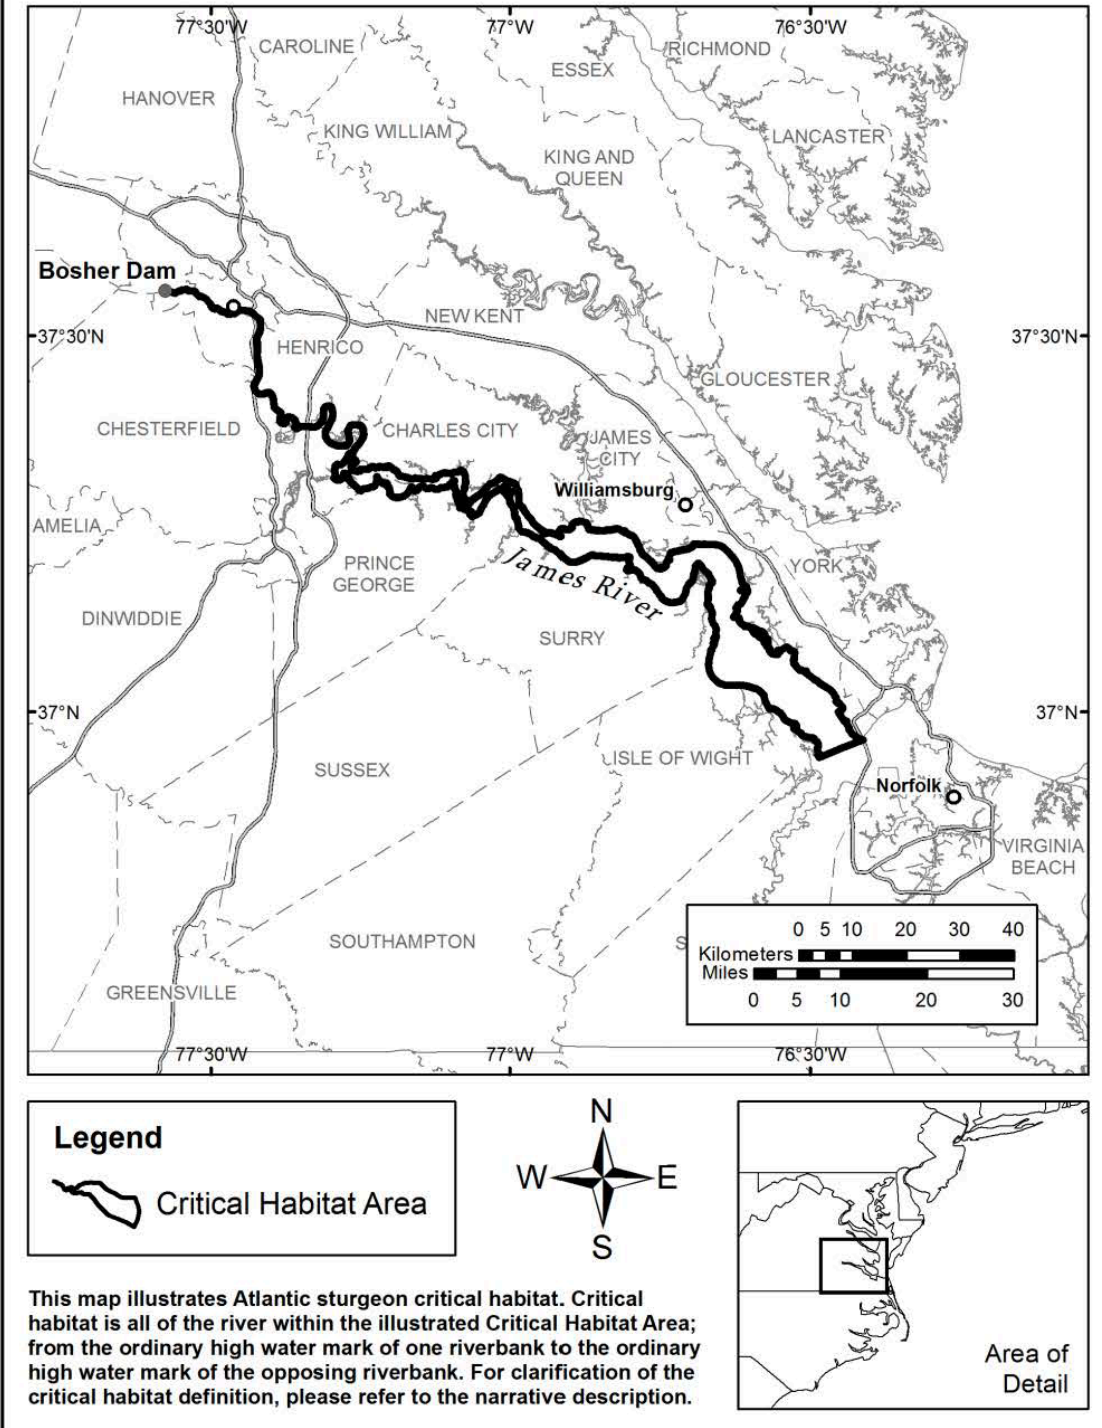 77°30'W 77°W 76°30'W
CAROLINE
RICHMOND
ESSEX
HANOVER
KING WILLIAM
LANCASTER
KING AND
QUEEN
Bosher Dam
NEW KENT
37°30'N 37°30'N
HENRICO
GLOUCESTER
CHESTERFIELD
CHARLES CITY
JAMES
CITY
Williamsburg
AMELIA
PRINCE
GEORGE
James River
YORK
DINWIDDIE
SURRY
37°N 37°N
ISLE OF WIGHT
SUSSEX
Norfolk
VIRGINIA
BEACH
SOUTHAMPTON
S
GREENSVILLE
0 5 10 20 30 40
Kilometers
Miles
0 5 10 20 30
77°30'W 77°W 76°30'W
Legend
Critical Habitat Area
N
W E
S
This map illustrates Atlantic sturgeon critical habitat. Critical
habitat is all of the river within the illustrated Critical Habitat Area;
from the ordinary high water mark of one riverbank to the ordinary
high water mark of the opposing riverbank. For clarification of the
critical habitat definition, please refer to the narrative description.
Area of
Detail